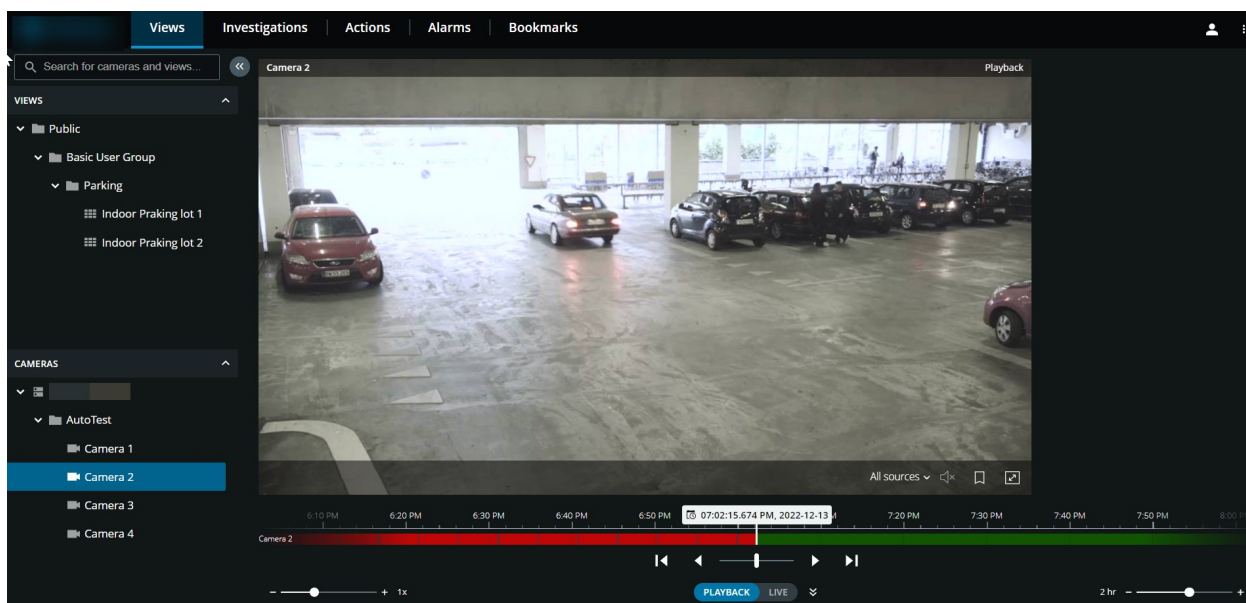 Views Investigations Actions Alarms Bookmarks
Search for cameras and views...
Camera 2 Playback
VIEWS
Public
Basic User Group
Parking
Indoor Praking lot 1
Indoor Praking lot 2
CAMERAS
AutoTest
Camera 1
Camera 2
Camera 3
Camera 4
All sources
6:10 PM 6:20 PM 6:30 PM 6:40 PM 6:50 PM 07:02:15.674 PM, 2022-12-13 7:20 PM 7:30 PM 7:40 PM 7:50 PM 8:00
Camera 2
- + 1x PLAYBACK LIVE 2 hr - +